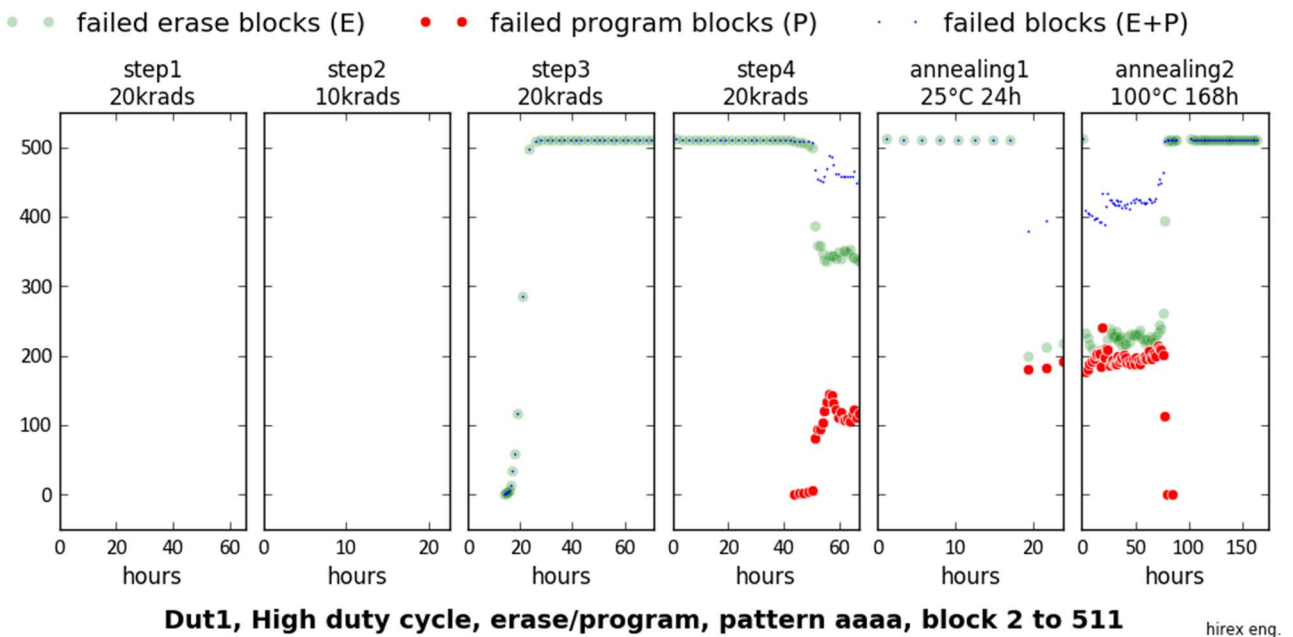 failed erase blocks (E) failed program blocks (P) failed blocks (E+P)
step1 step2 step3 step4 annealing1 annealing2
20krads 10krads 20krads 20krads 25°C 24h 100°C 168h
500
400
300
200
100
0
0 20 40 60 0 10 20 0 20 40 60 0 20 40 60 0 10 20 0 50 100 150
hours hours hours hours hours hours
Dut1, High duty cycle, erase/program, pattern aaaa, block 2 to 511
hirex eng.